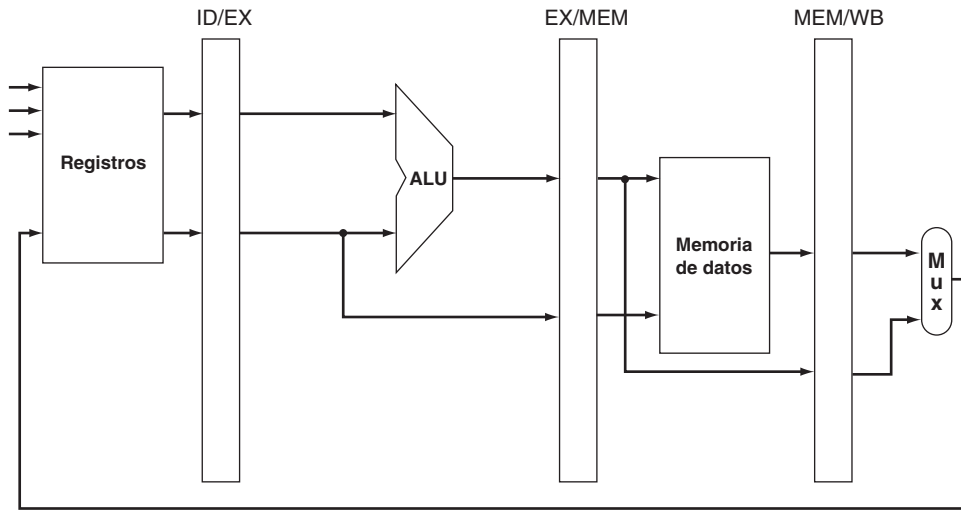 ID/EX
EX/MEM
MEM/WB
Registros
ALU
Memoria
de datos
M
u
x